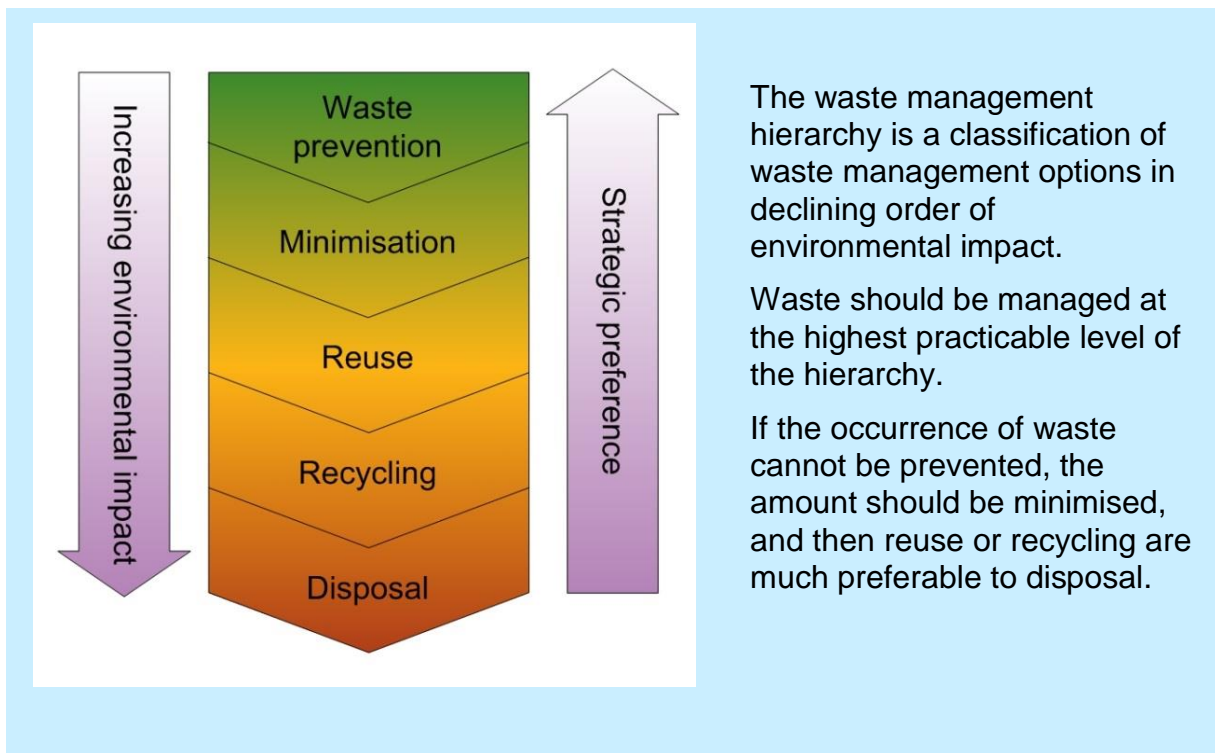 Increasing environmental impact
Waste
prevention
Minimisation
Reuse
Recycling
Disposal
Strategic preference
The waste management
hierarchy is a classification of
waste management options in
declining order of
environmental impact.
Waste should be managed at
the highest practicable level of
the hierarchy.
If the occurrence of waste
cannot be prevented, the
amount should be minimised,
and then reuse or recycling are
much preferable to disposal.